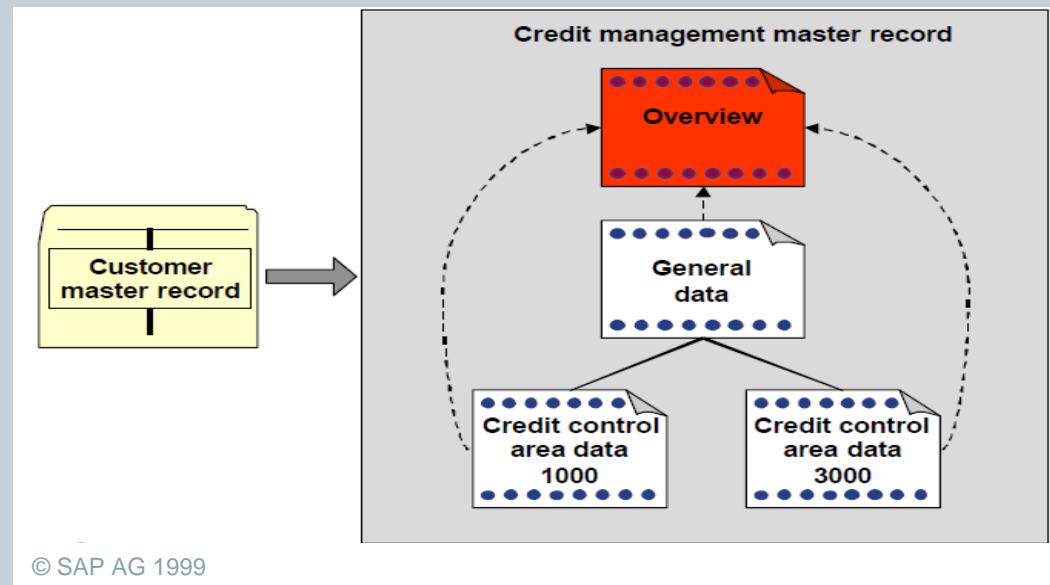 Credit management master record
Overview
Customer
master record
General
data
Credit control
area data
1000
Credit control
area data
3000
© SAP AG 1999